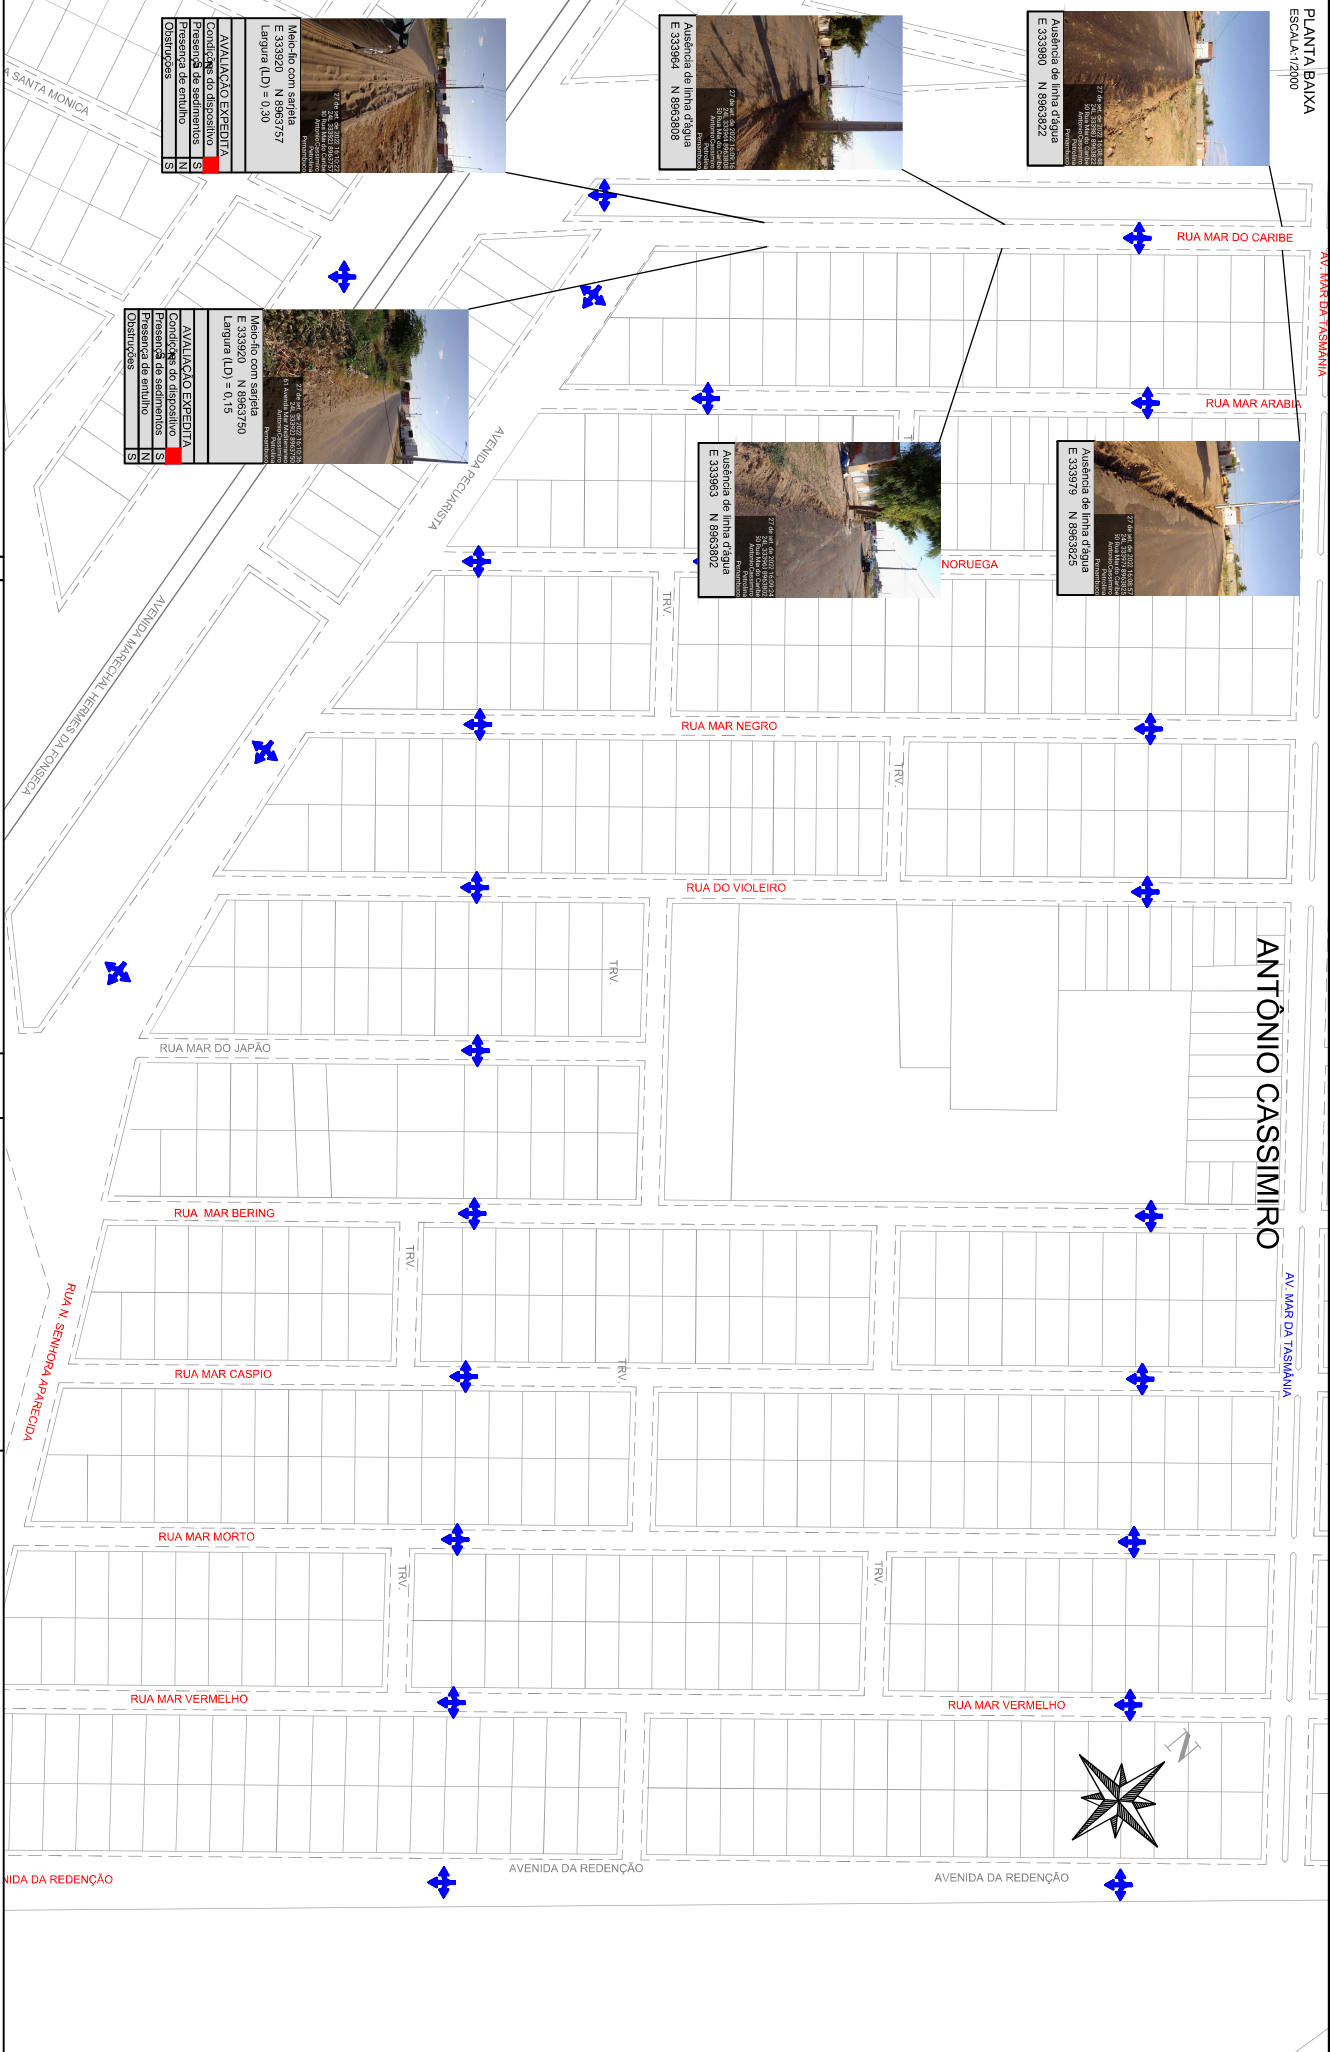 PLANTA BAIXA
ESCALA:1/2000
Ausência de linha d'água
E 333980 N 8963822
Ausência de linha d'água
E 333964 N 8963808
Meio-fio com sarjeta
E 333920 N 8963757
Largura (LD) = 0,30
AVALIAÇÃO EXPEDITA
Condições do dispositivo
Presença de sedimentos S
Presença de entulho N
Obstruções S
Meio-fio com sarjeta
E 333920 N 8963750
Largura (LD) = 0,15
AVALIAÇÃO EXPEDITA
Condições do dispositivo
Presença de sedimentos S
Presença de entulho N
Obstruções S
Ausência de linha d'água
E 333963 N 8963802
Ausência de linha d'água
E 333979 N 8963825
A SANTA MONICA
RUA MAR DO CARIBE
AV. MAR DA TASMÂNIA
RUA MAR ARABIA
AVENIDA PECUARISTA
NORUEGA
TRV.
AVENIDA MARECHAL HERMES DA FONSECA
RUA MAR NEGRO
TRV.
RUA DO VIOLEIRO
ANTÔNIO CASSIMIRO
TRV.
RUA MAR DO JAPÃO
RUA MAR BERING
TRV.
AV. MAR DA TASMÂNIA
RUA N. SENHORA APARECIDA
RUA MAR CASPIO
TRV.
RUA MAR MORTO
TRV.
TRV.
RUA MAR VERMELHO
RUA MAR VERMELHO
N
AVENIDA DA REDENÇÃO
AVENIDA DA REDENÇÃO
NIDA DA REDENÇÃO